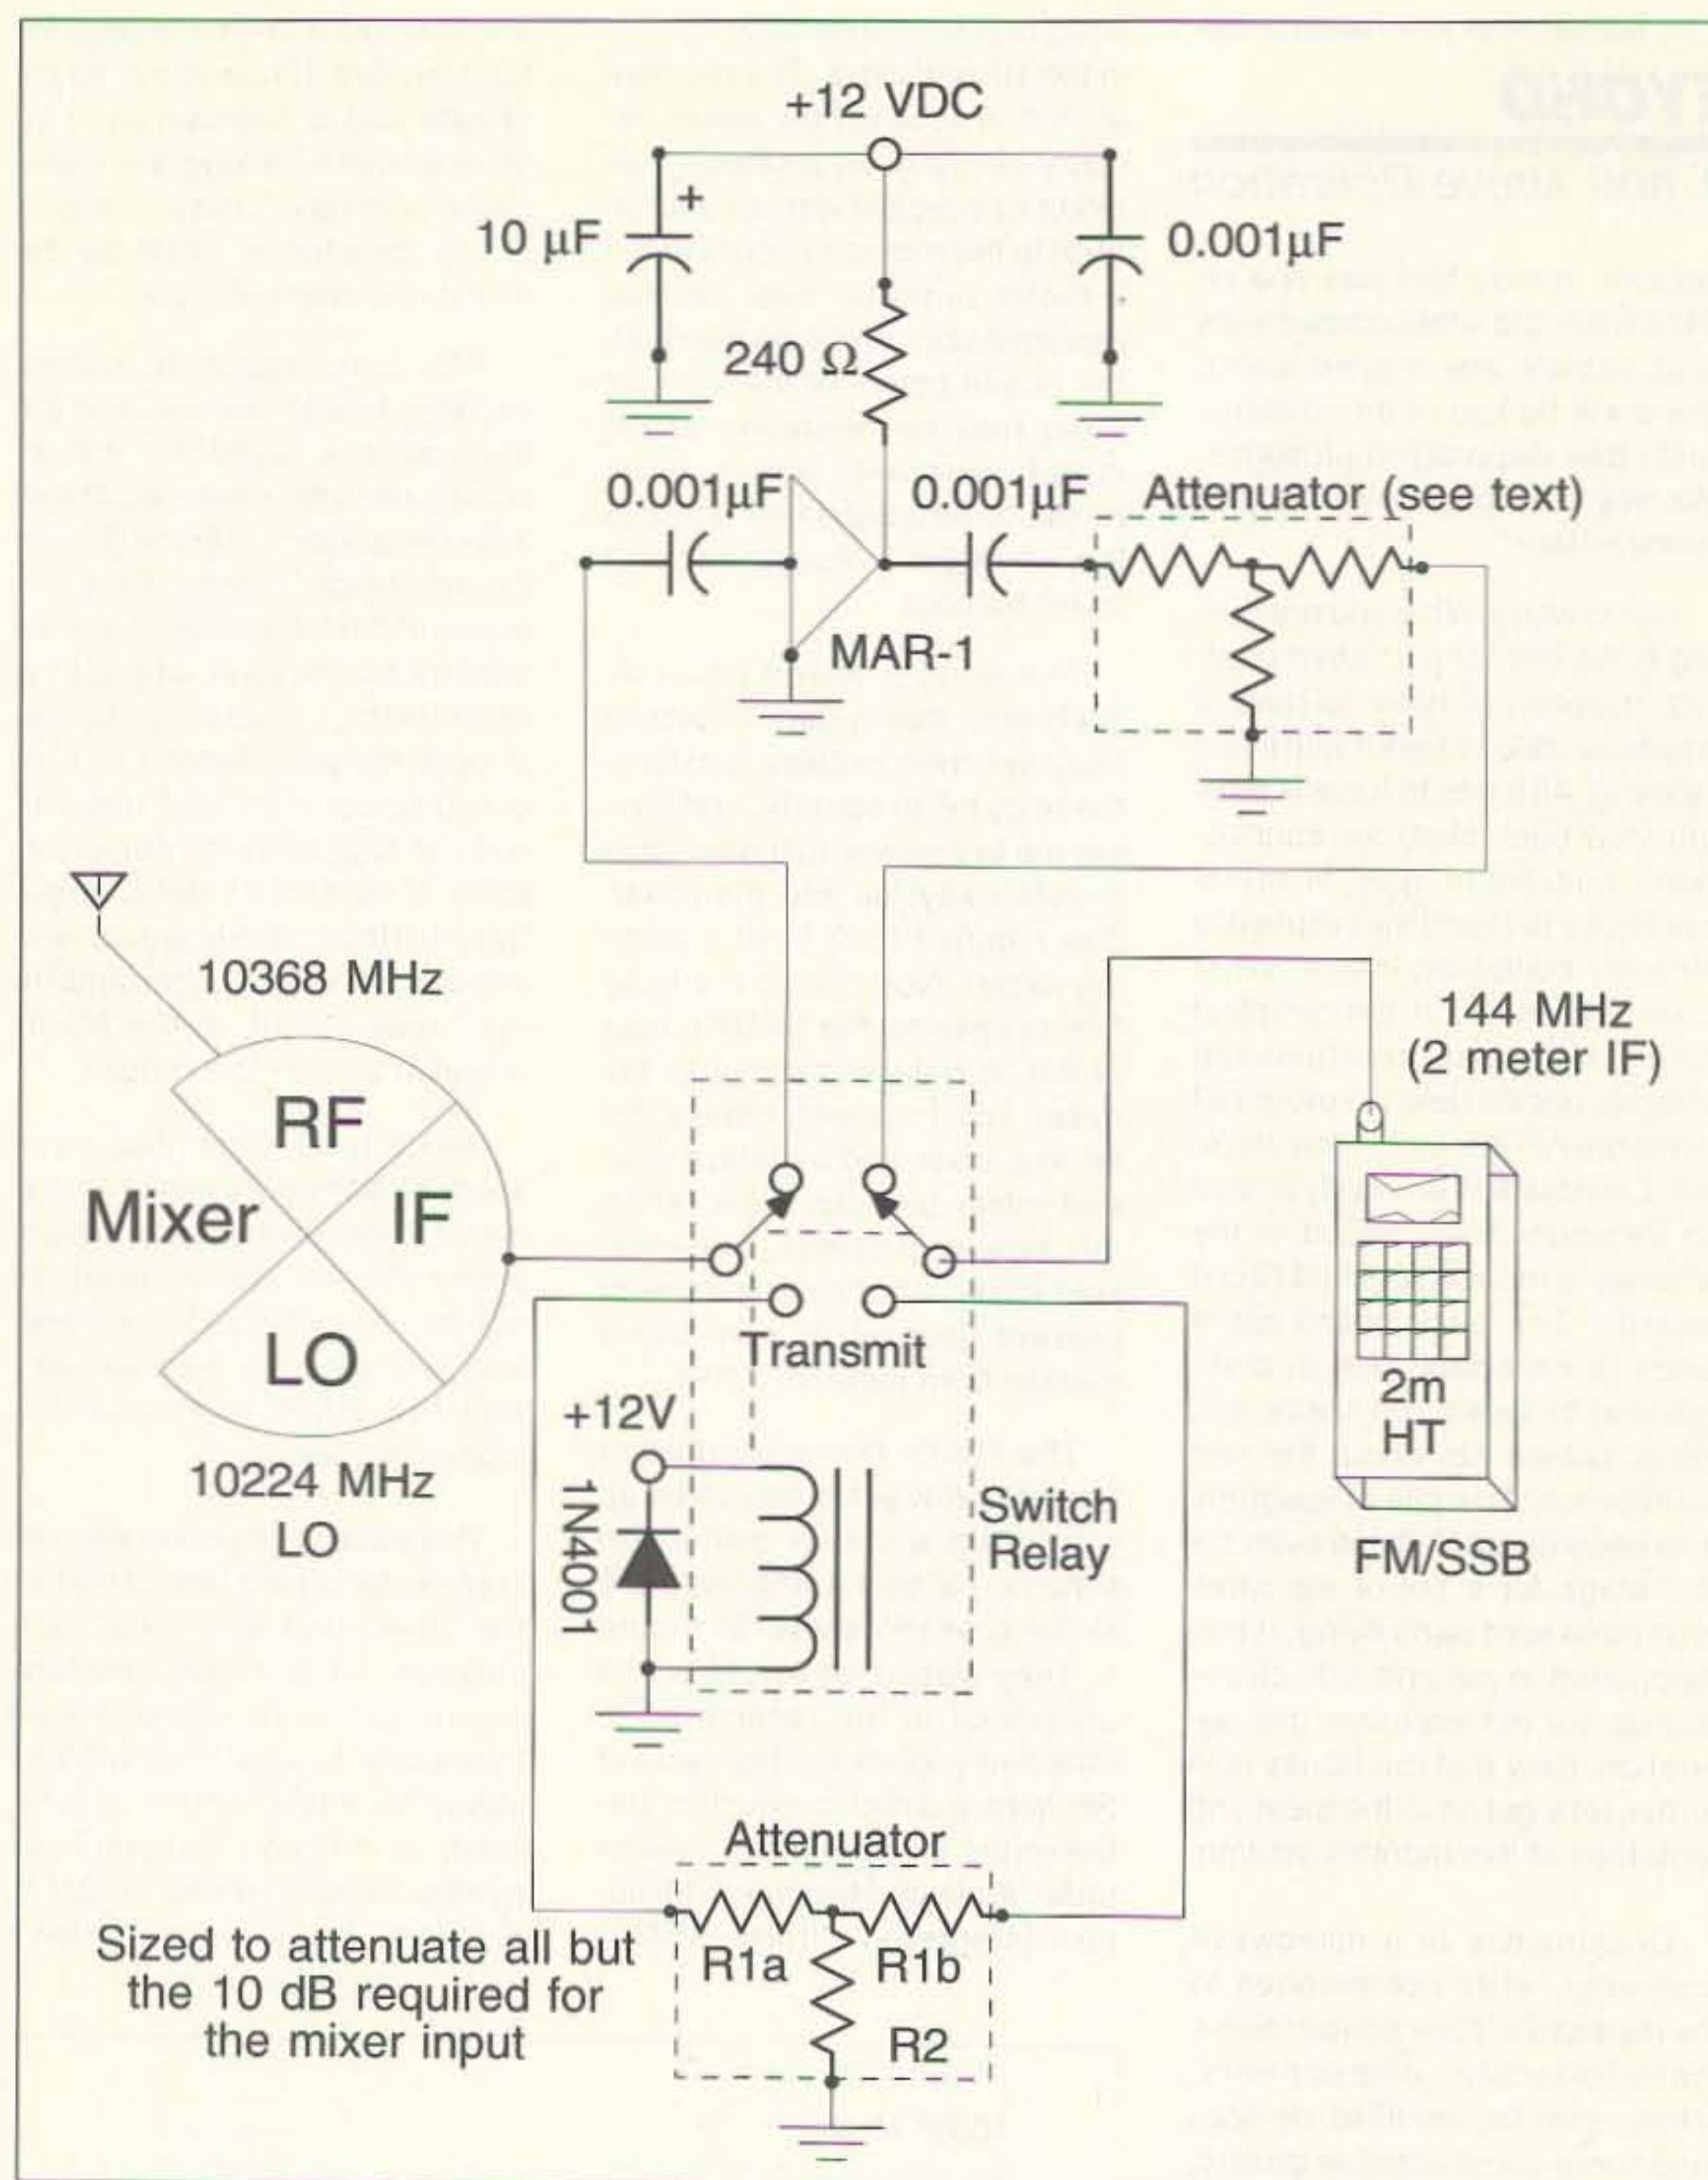 +12 VDC
+
10 µF
0.001µF
240 Ω
0.001µF
0.001µF
Attenuator (see text)
MAR-1
10368 MHz
144 MHz
(2 meter IF)
RF
Mixer
IF
LO
Transmit
+12V
2m
HT
10224 MHz
LO
1N4001
Switch
Relay
FM/SSB
Attenuator
Sized to attenuate all but
the 10 dB required for
the mixer input
R1a
R1b
R2